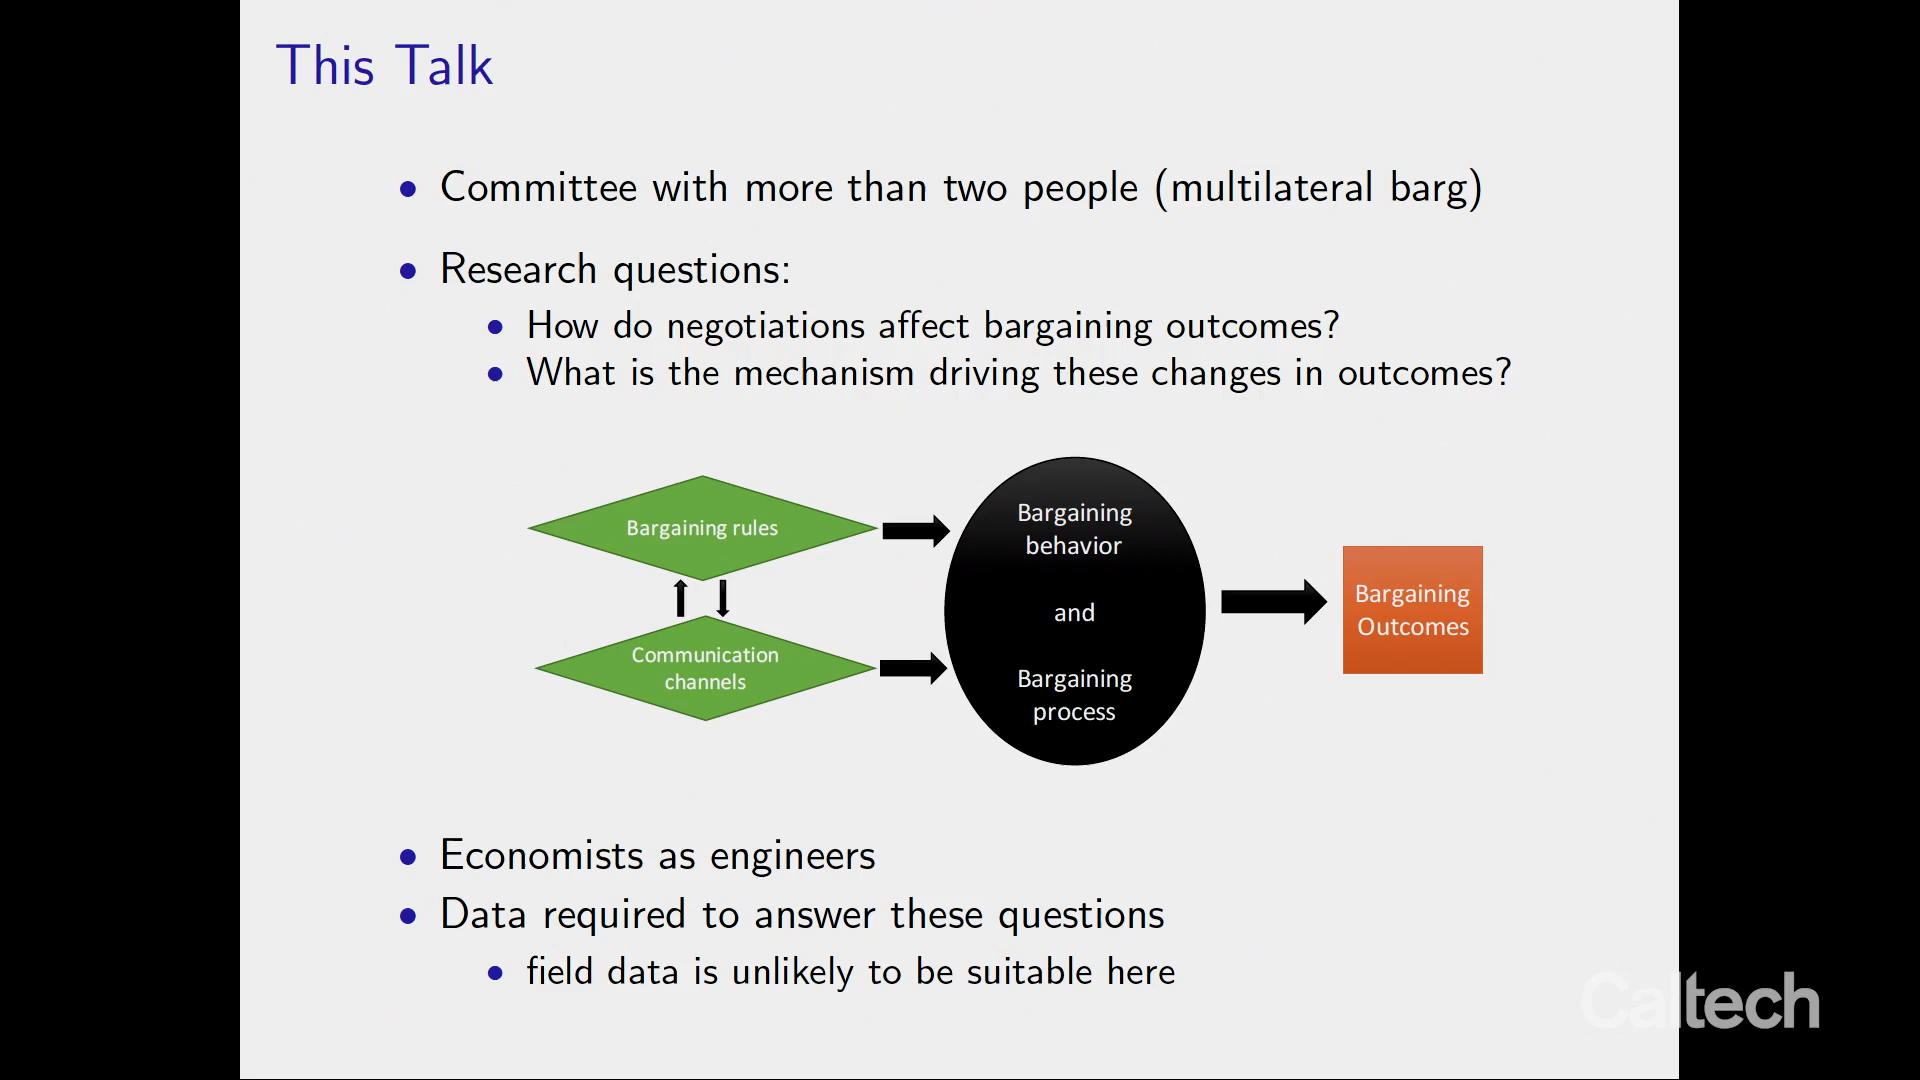 This Talk
Committee with more than two people (multilateral barg)
Research questions:
How do negotiations affect bargaining outcomes?
What is the mechanism driving these changes in outcomes?
Bargaining rules
Communication
channels
Bargaining
behavior
and
Bargaining
process
Bargaining
Outcomes
Economists as engineers
Data required to answer these questions
field data is unlikely to be suitable here
Caltech